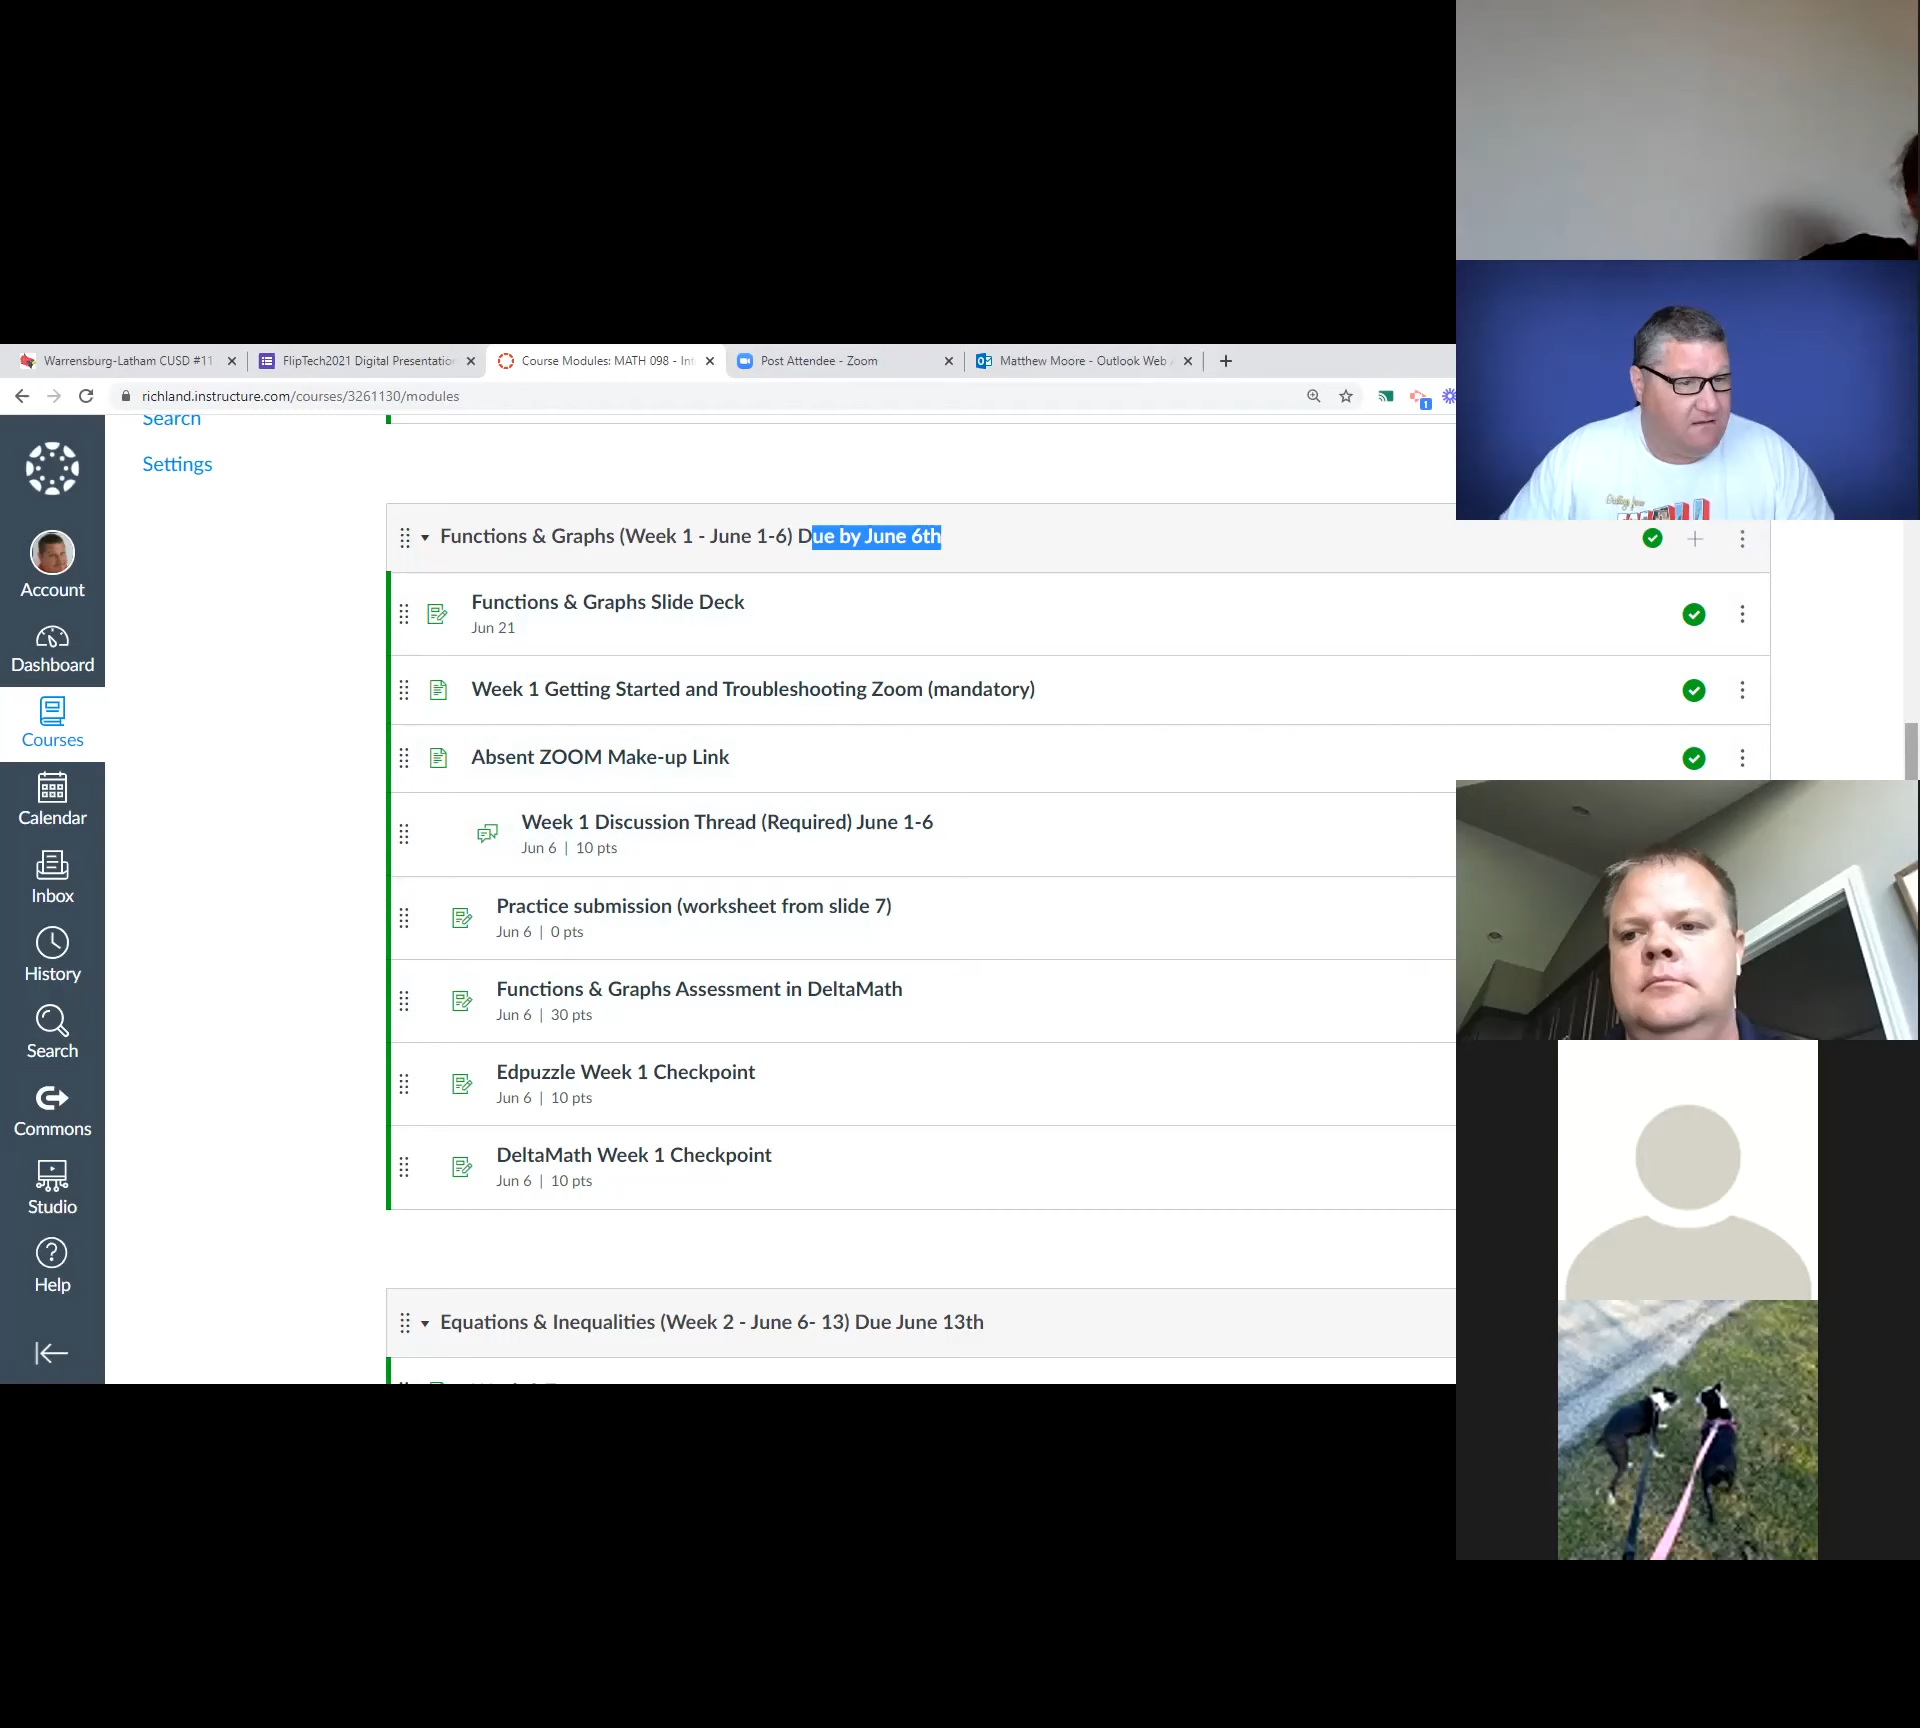 Warrensburg-Latham CUSD #11
FlipTech2021 Digital Presentation
Course Modules: MATH 098 - Int
Post Attendee - Zoom
Matthew Moore - Outlook Web
richland.instructure.com/courses/3261130/modules
1
Search
Settings
Account
Dashboard
Courses
Calendar
Inbox
History
Search
Commons
Studio
Help
Functions & Graphs (Week 1 - June 1-6) Due by June 6th
Functions & Graphs Slide Deck
Jun 21
Week 1 Getting Started and Troubleshooting Zoom (mandatory)
Absent ZOOM Make-up Link
Week 1 Discussion Thread (Required) June 1-6
Jun 6 | 10 pts
Practice submission (worksheet from slide 7)
Jun 6 | 0 pts
Functions & Graphs Assessment in DeltaMath
Jun 6 | 30 pts
Edpuzzle Week 1 Checkpoint
Jun 6 | 10 pts
DeltaMath Week 1 Checkpoint
Jun 6 | 10 pts
Equations & Inequalities (Week 2 - June 6- 13) Due June 13th